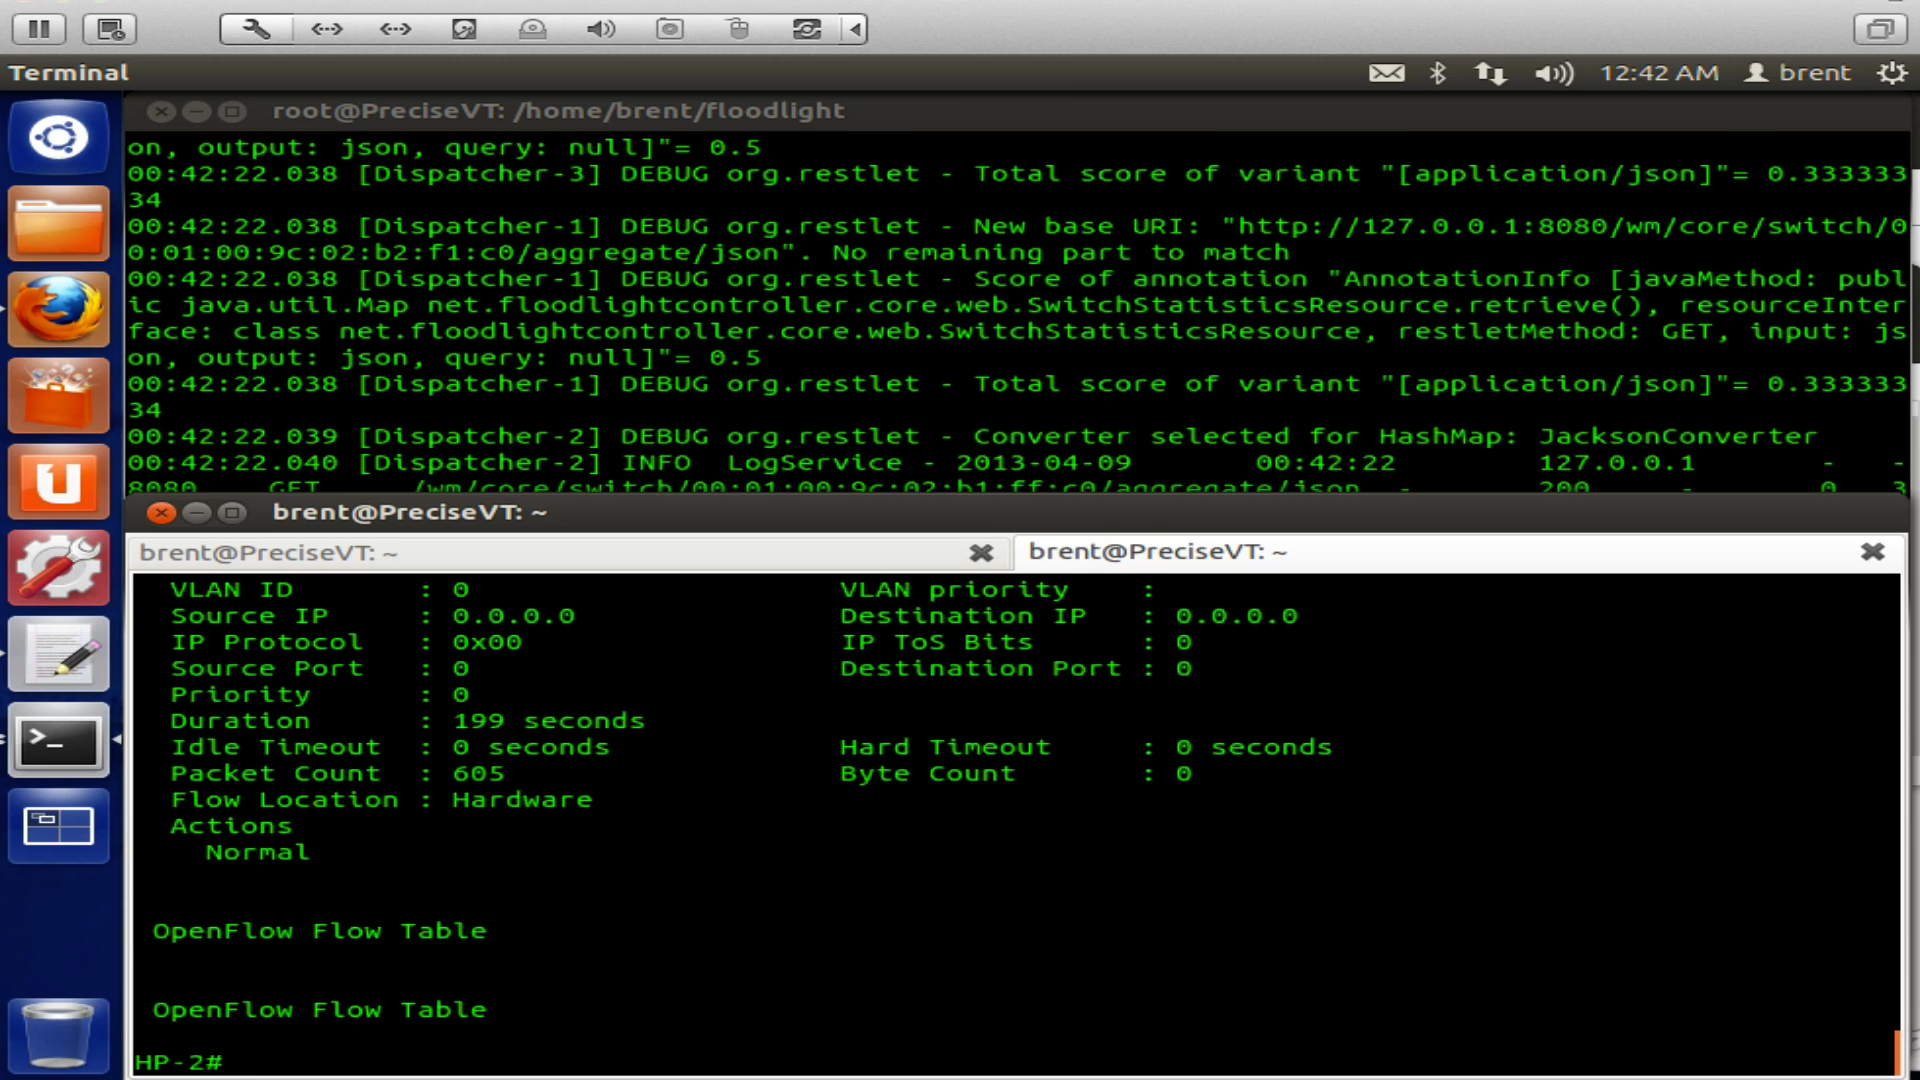 Terminal
12:42 AM
brent
root@PreciseVT: /home/brent/floodlight
on, output: json, query: null]"= 0.5
00:42:22.038 [Dispatcher-3] DEBUG org.restlet - Total score of variant "[application/json]"= 0.333333
34
00:42:22.038 [Dispatcher-1] DEBUG org.restlet - New base URI: "http://127.0.0.1:8080/wm/core/switch/0
0:01:00:9c:02:b2:f1:c0/aggregate/json". No remaining part to match
00:42:22.038 [Dispatcher-1] DEBUG org.restlet - Score of annotation "AnnotationInfo [javaMethod: publ
ic java.util.Map net.floodlightcontroller.core.web.SwitchStatisticsResource.retrieve(), resourceInter
face: class net.floodlightcontroller.core.web.SwitchStatisticsResource, restletMethod: GET, input: js
on, output: json, query: null]"= 0.5
00:42:22.038 [Dispatcher-1] DEBUG org.restlet - Total score of variant "[application/json]"= 0.333333
34
00:42:22.039 [Dispatcher-2] DEBUG org.restlet - Converter selected for HashMap: JacksonConverter
00:42:22.040 [Dispatcher-2] INFO  LogService - 2013-04-09 00:42:22 127.0.0.1 - -
8080 GET /wm/core/switch/00:01:00:9c:02:b1:ff:c0/aggregate/json - 200 - 0 3
brent@PreciseVT: ~
brent@PreciseVT: ~
brent@PreciseVT: ~
VLAN ID : 0 VLAN priority :
Source IP : 0.0.0.0 Destination IP : 0.0.0.0
IP Protocol : 0x00 IP ToS Bits : 0
Source Port : 0 Destination Port : 0
Priority : 0
Duration : 199 seconds
Idle Timeout : 0 seconds Hard Timeout : 0 seconds
Packet Count : 605 Byte Count : 0
Flow Location : Hardware
Actions
Normal
OpenFlow Flow Table
OpenFlow Flow Table
HP-2#